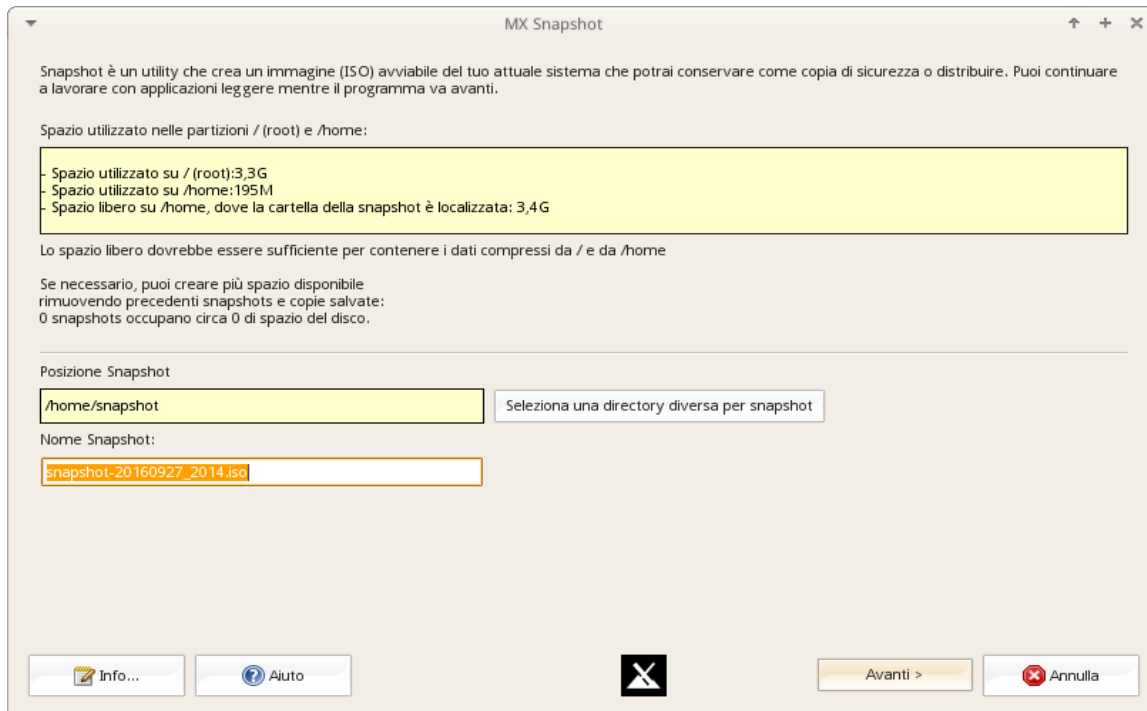 MX Snapshot
Snapshot è un utility che crea un immagine (ISO) avviabile del tuo attuale sistema che potrai conservare come copia di sicurezza o distribuire. Puoi continuare
a lavorare con applicazioni leggere mentre il programma va avanti.
Spazio utilizzato nelle partizioni / (root) e /home:
- Spazio utilizzato su / (root):3,3G
- Spazio utilizzato su /home:195M
- Spazio libero su /home, dove la cartella della snapshot è localizzata: 3,4G
Lo spazio libero dovrebbe essere sufficiente per contenere i dati compressi da / e da /home
Se necessario, puoi creare più spazio disponibile
rimuovendo precedenti snapshots e copie salvate:
0 snapshots occupano circa 0 di spazio del disco.
Posizione Snapshot
/home/snapshot
Seleziona una directory diversa per snapshot
Nome Snapshot:
snapshot-20160927_2014.iso
Info...
Aiuto
Avanti >
Annulla